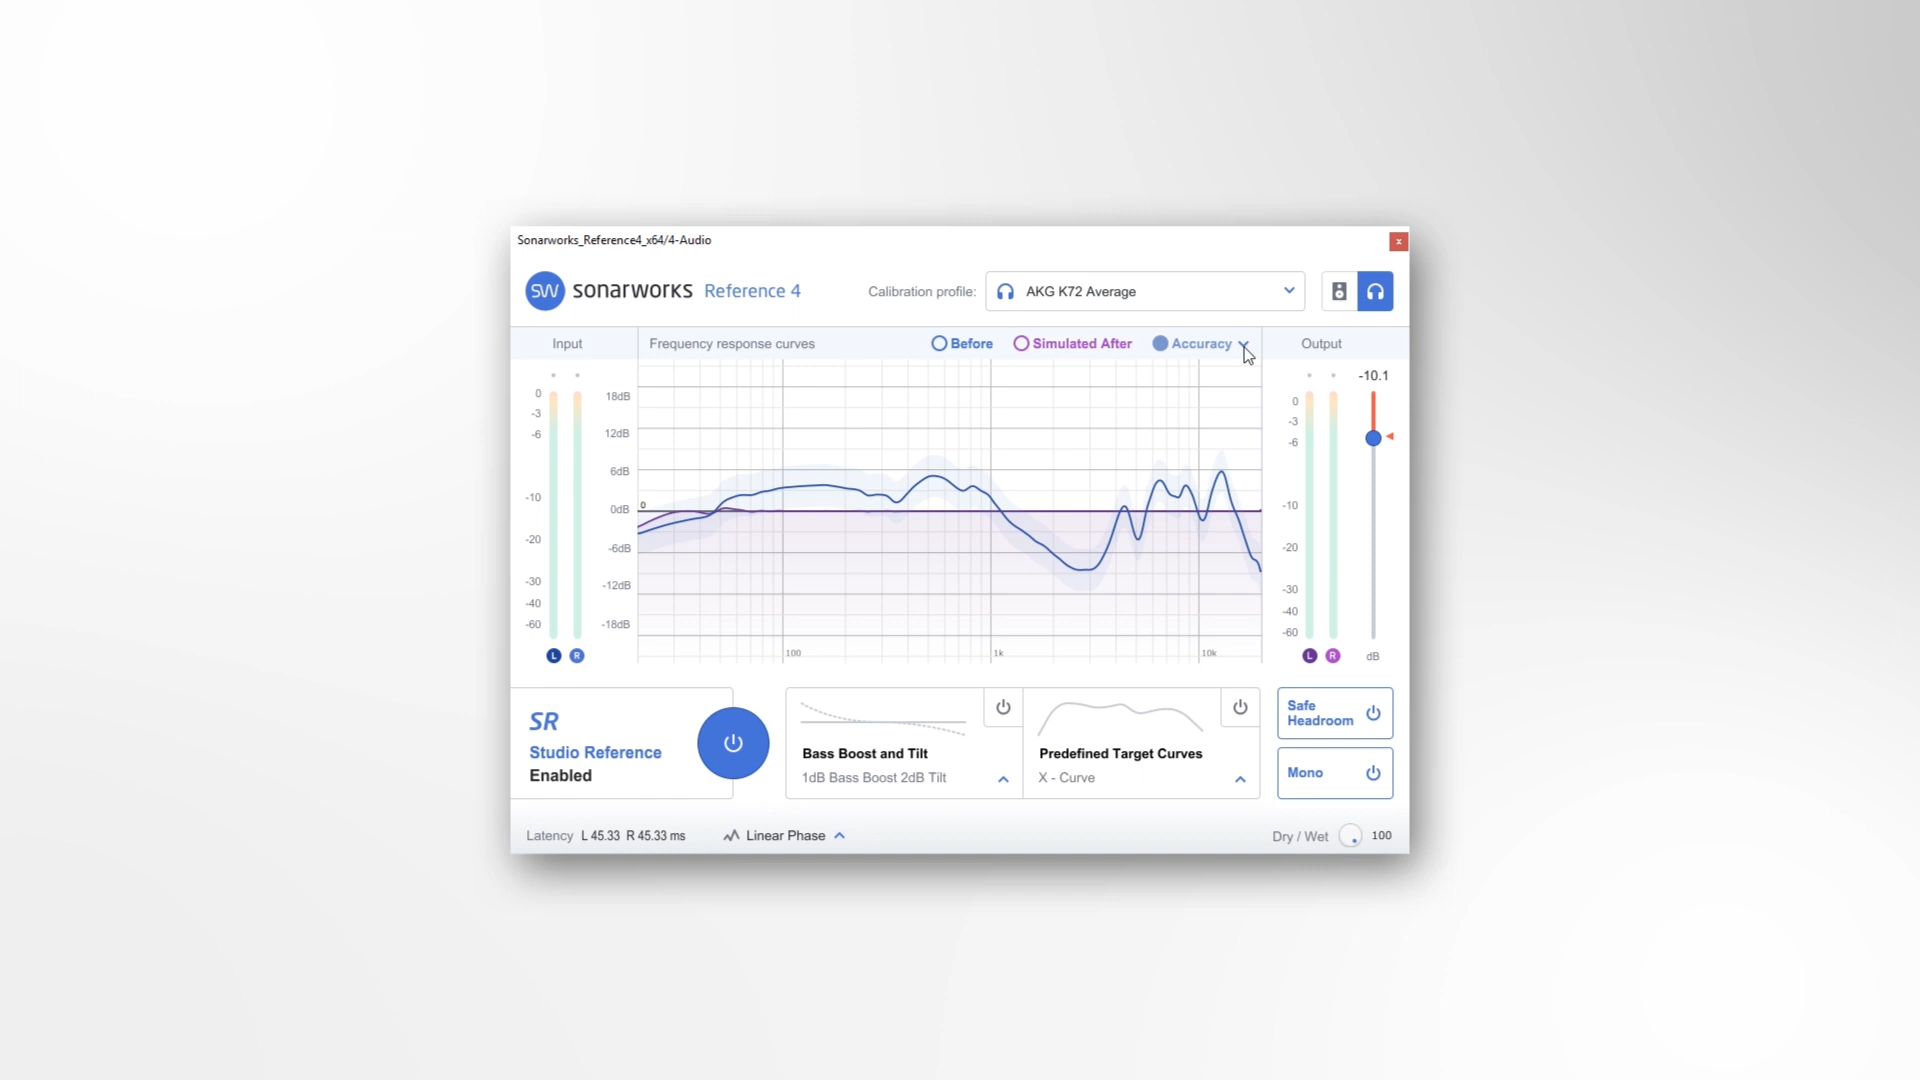 Sonarworks_Reference4_x64/4-Audio
x
SW sonarworks Reference 4
Calibration profile: AKG K72 Average
Input
Frequency response curves
Before Simulated After Accuracy
Output
-10.1
0
-3
-6
-10
-20
-30
-40
-60
L R
18dB
12dB
6dB
0dB
-6dB
-12dB
-18dB
0
100 1k 10k
0
-3
-6
-10
-20
-30
-40
-60
L R dB
SR
Studio Reference
Enabled
Bass Boost and Tilt
1dB Bass Boost 2dB Tilt
Predefined Target Curves
X - Curve
Safe
Headroom
Mono
Latency L 45.33 R 45.33 ms Linear Phase
Dry / Wet 100